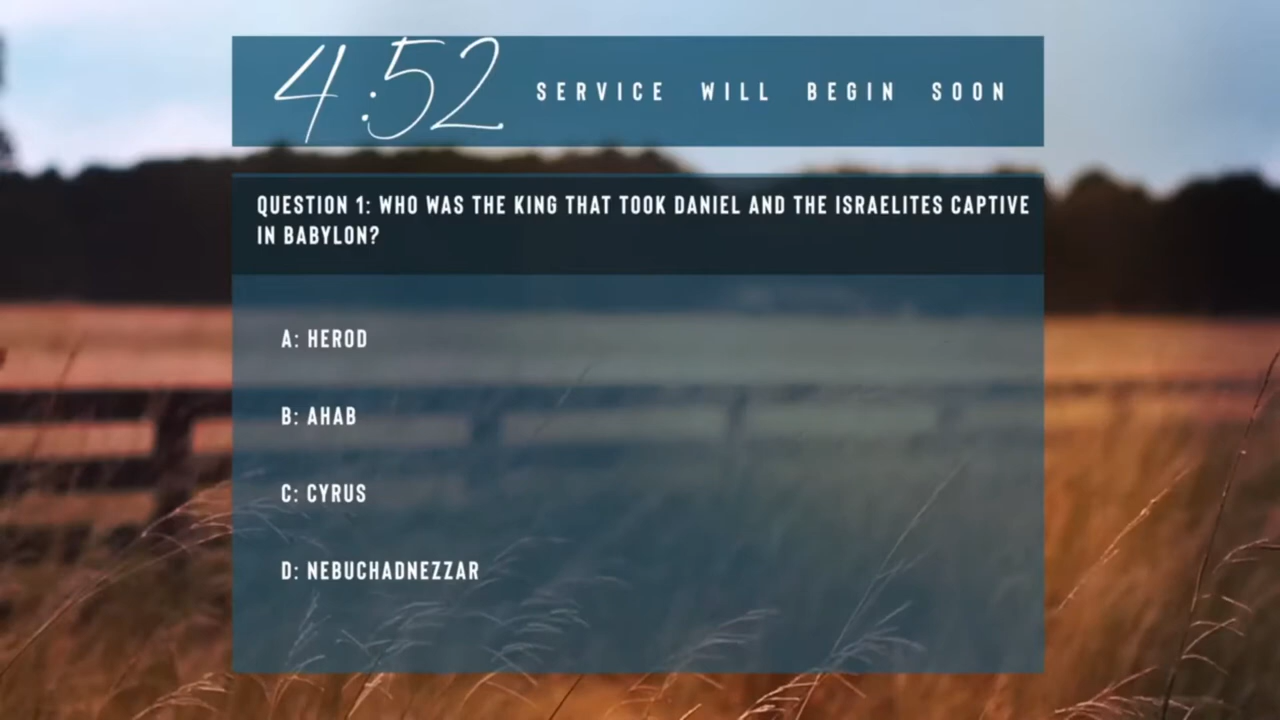 4:52 SERVICE WILL BEGIN SOON
QUESTION 1: WHO WAS THE KING THAT TOOK DANIEL AND THE ISRAELITES CAPTIVE
IN BABYLON?
A: HEROD
B: AHAB
C: CYRUS
D: NEBUCHADNEZZAR